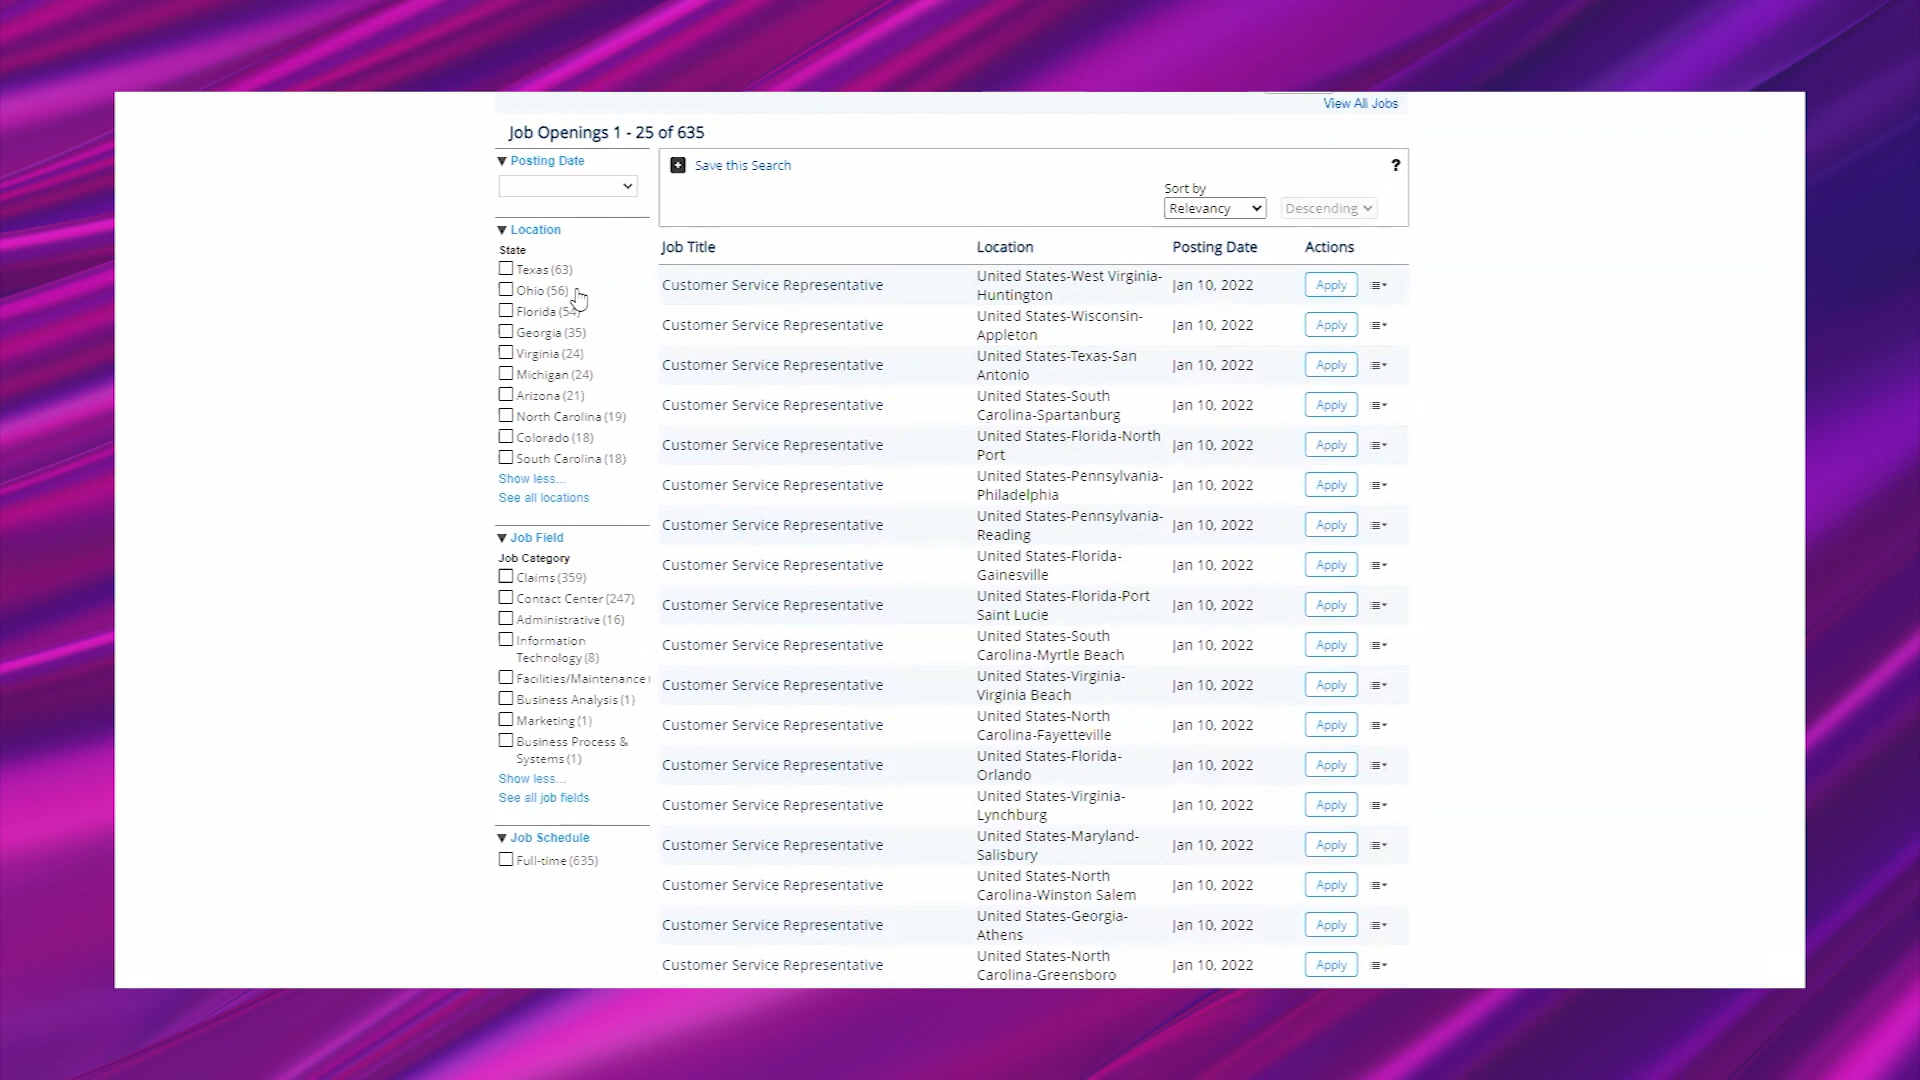 View All Jobs
Job Openings 1 - 25 of 635
Posting Date
Location
State
Texas (63)
Ohio (56)
Florida (54)
Georgia (35)
Virginia (24)
Michigan (24)
Arizona (21)
North Carolina (19)
Colorado (18)
South Carolina (18)
Show less...
See all locations
Job Field
Job Category
Claims (359)
Contact Center (247)
Administrative (16)
Information
Technology (8)
Facilities/Maintenance (
Business Analysis (1)
Marketing (1)
Business Process &
Systems (1)
Show less...
See all job fields
Job Schedule
Full-time (635)
Save this Search
?
Sort by
Relevancy Descending
Job Title Location Posting Date Actions
Customer Service Representative United States-West Virginia- Jan 10, 2022 Apply
Huntington
Customer Service Representative United States-Wisconsin- Jan 10, 2022 Apply
Appleton
Customer Service Representative United States-Texas-San Jan 10, 2022 Apply
Antonio
Customer Service Representative United States-South Jan 10, 2022 Apply
Carolina-Spartanburg
Customer Service Representative United States-Florida-North Jan 10, 2022 Apply
Port
Customer Service Representative United States-Pennsylvania- Jan 10, 2022 Apply
Philadelphia
Customer Service Representative United States-Pennsylvania- Jan 10, 2022 Apply
Reading
Customer Service Representative United States-Florida- Jan 10, 2022 Apply
Gainesville
Customer Service Representative United States-Florida-Port Jan 10, 2022 Apply
Saint Lucie
Customer Service Representative United States-South Jan 10, 2022 Apply
Carolina-Myrtle Beach
Customer Service Representative United States-Virginia- Jan 10, 2022 Apply
Virginia Beach
Customer Service Representative United States-North Jan 10, 2022 Apply
Carolina-Fayetteville
Customer Service Representative United States-Florida- Jan 10, 2022 Apply
Orlando
Customer Service Representative United States-Virginia- Jan 10, 2022 Apply
Lynchburg
Customer Service Representative United States-Maryland- Jan 10, 2022 Apply
Salisbury
Customer Service Representative United States-North Jan 10, 2022 Apply
Carolina-Winston Salem
Customer Service Representative United States-Georgia- Jan 10, 2022 Apply
Athens
Customer Service Representative United States-North Jan 10, 2022 Apply
Carolina-Greensboro